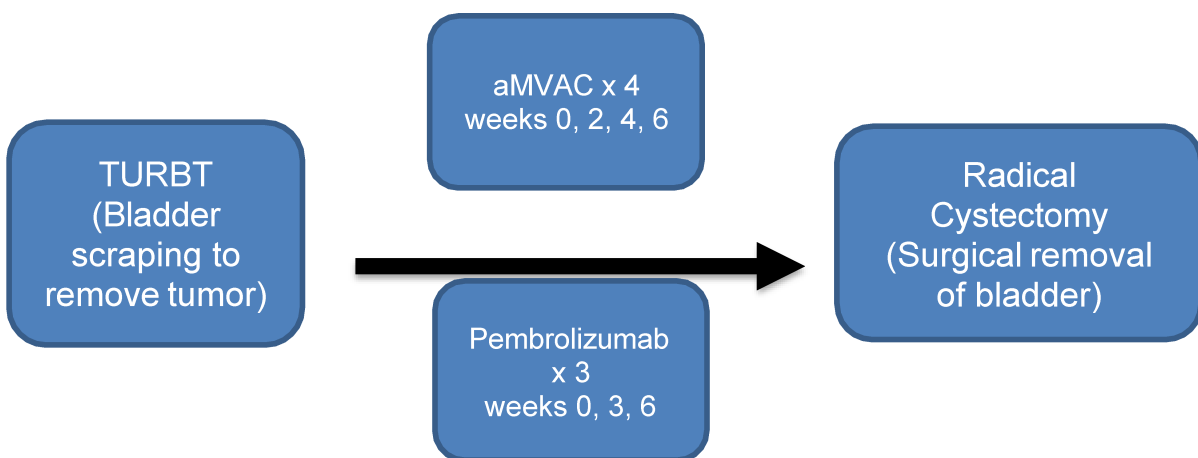 TURBT
(Bladder
scraping to
remove tumor)
aMVAC x 4
weeks 0, 2, 4, 6
Pembrolizumab
x 3
weeks 0, 3, 6
Radical
Cystectomy
(Surgical removal
of bladder)